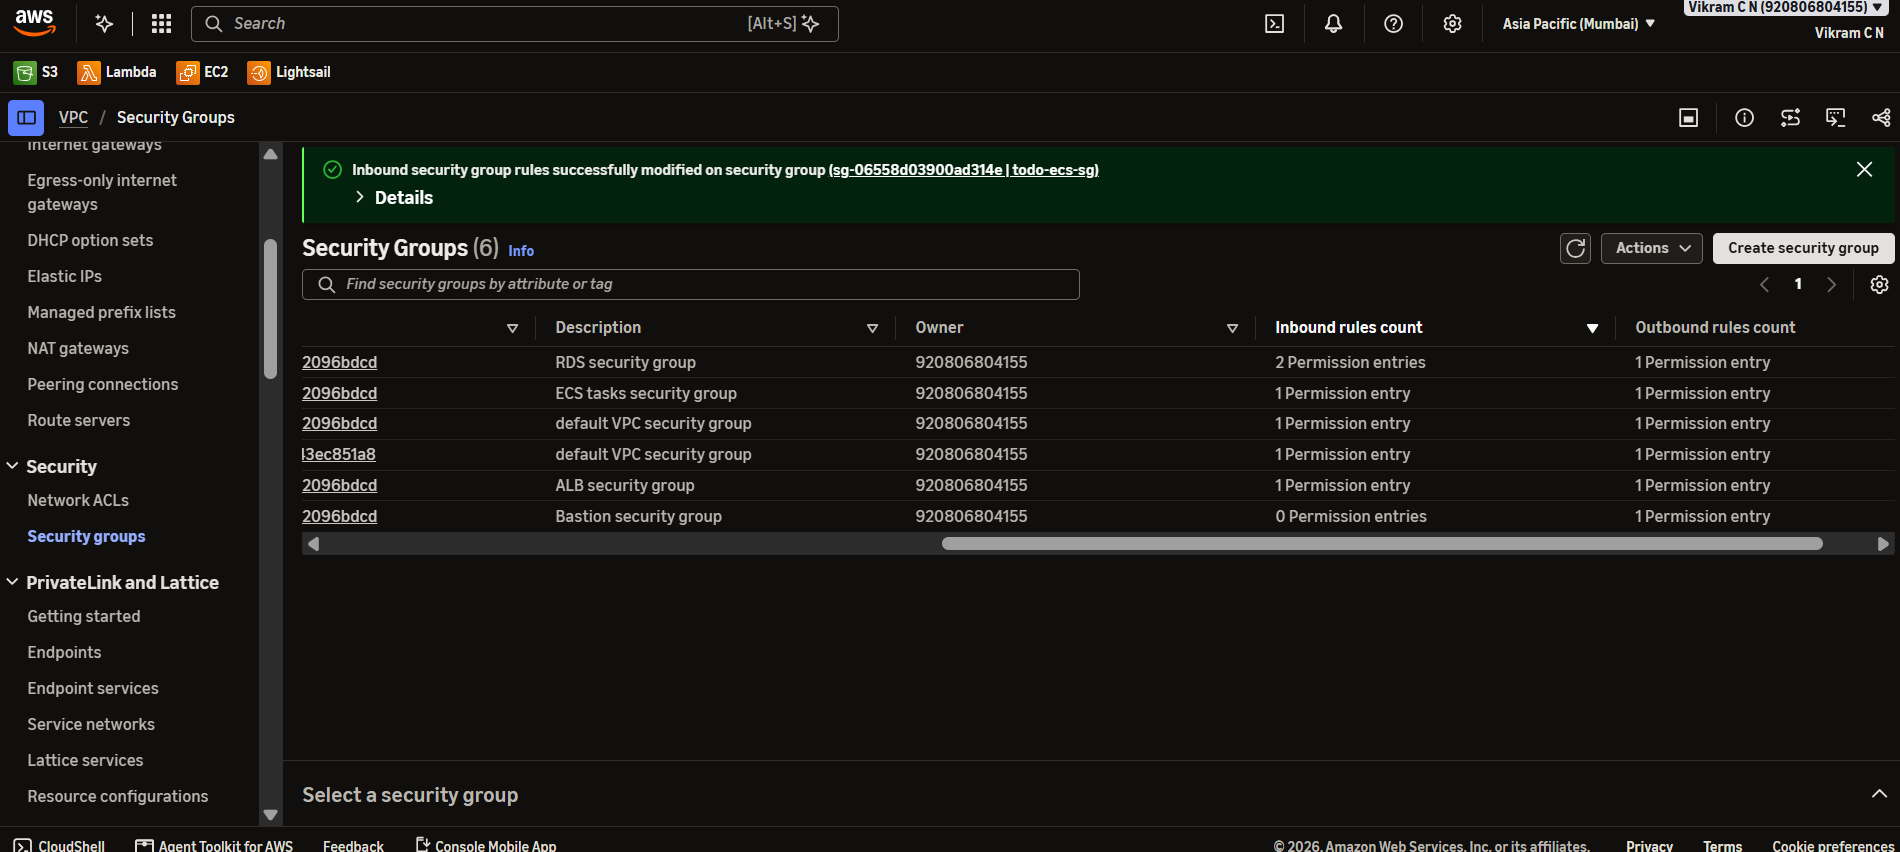 aws
Search [Alt+S]
Asia Pacific (Mumbai)
Vikram C N (920806804155)
Vikram C N
S3 Lambda EC2 Lightsail
VPC / Security Groups
Internet gateways
Egress-only internet
gateways
DHCP option sets
Elastic IPs
Managed prefix lists
NAT gateways
Peering connections
Route servers
Security
Network ACLs
Security groups
PrivateLink and Lattice
Getting started
Endpoints
Endpoint services
Service networks
Lattice services
Resource configurations
Inbound security group rules successfully modified on security group (sg-06558d03900ad314e | todo-ecs-sg)
Details
Security Groups (6) Info
Actions
Create security group
Find security groups by attribute or tag
1
Description Owner Inbound rules count Outbound rules count
2096bdcd RDS security group 920806804155 2 Permission entries 1 Permission entry
2096bdcd ECS tasks security group 920806804155 1 Permission entry 1 Permission entry
2096bdcd default VPC security group 920806804155 1 Permission entry 1 Permission entry
3ec851a8 default VPC security group 920806804155 1 Permission entry 1 Permission entry
2096bdcd ALB security group 920806804155 1 Permission entry 1 Permission entry
2096bdcd Bastion security group 920806804155 0 Permission entries 1 Permission entry
Select a security group
CloudShell Agent Toolkit for AWS Feedback Console Mobile App
© 2026, Amazon Web Services, Inc. or its affiliates. Privacy Terms Cookie preferences